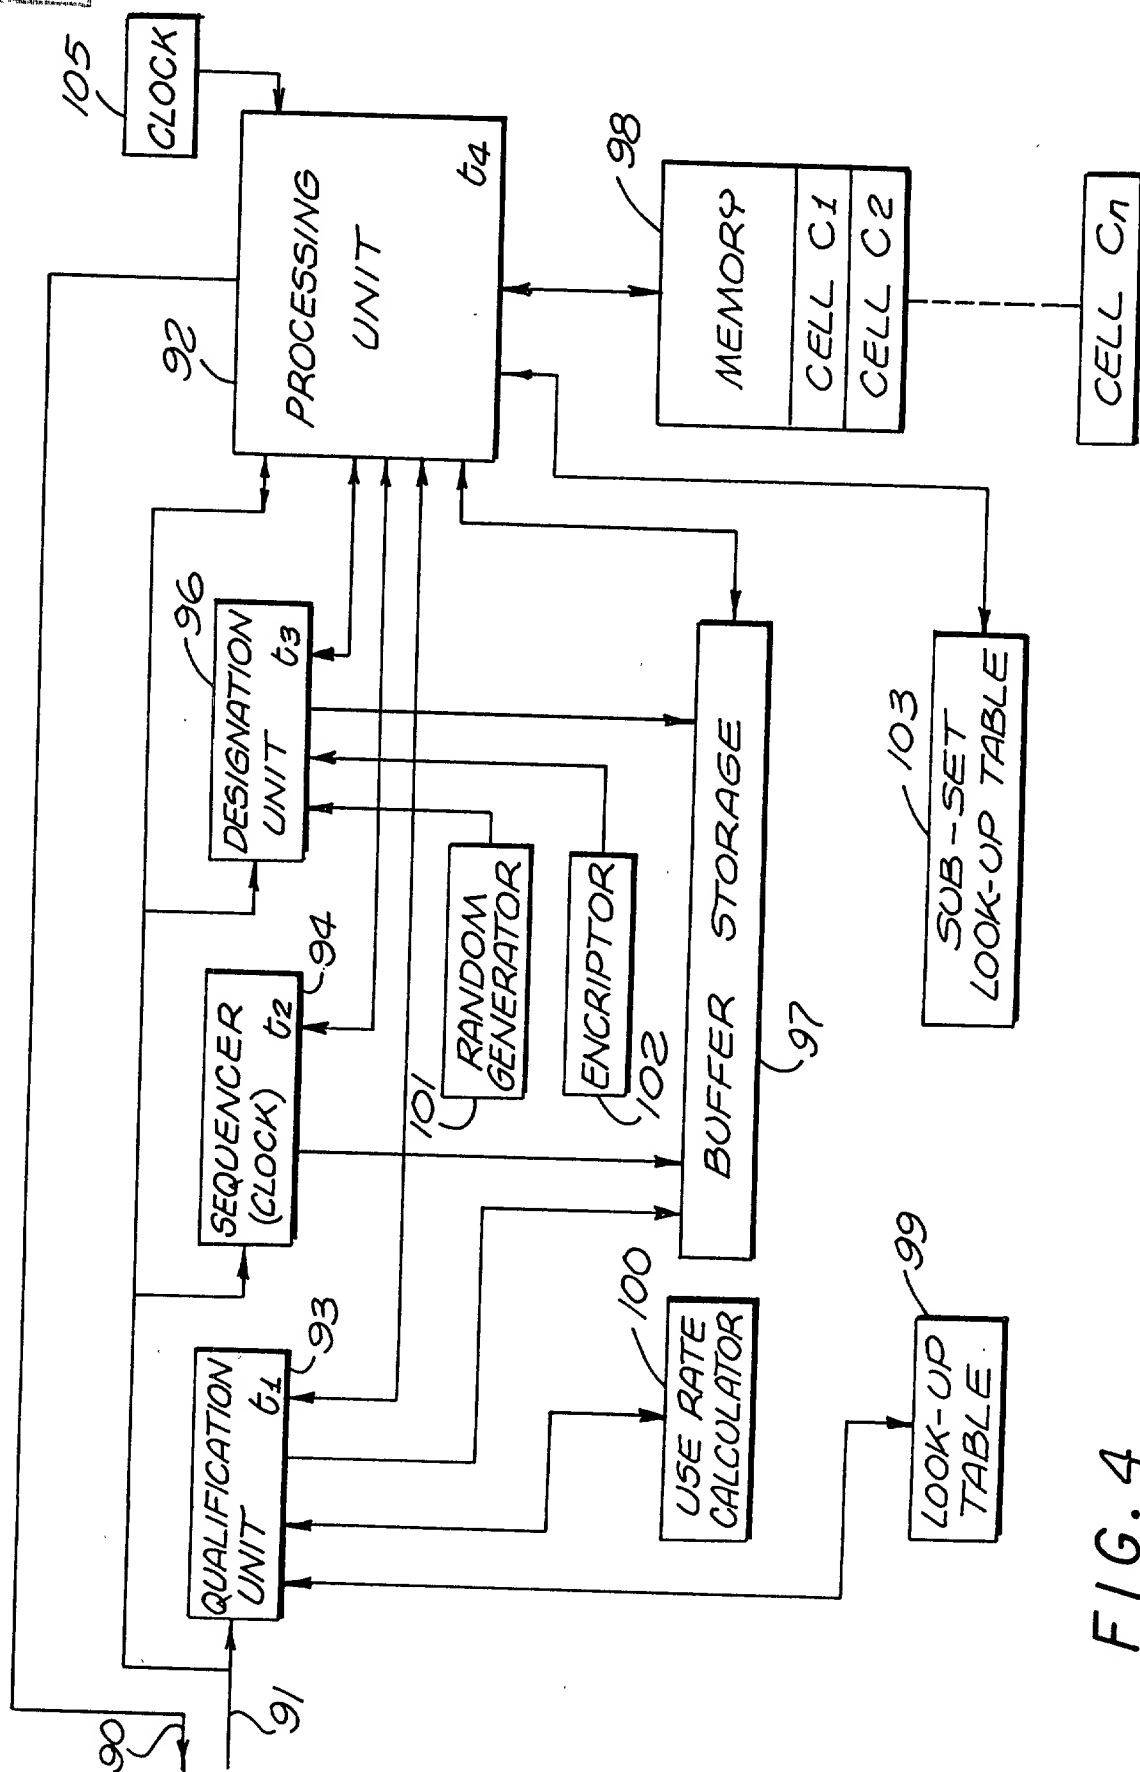 105
CLOCK
92
PROCESSING
UNIT
t4
96
DESIGNATION
UNIT
t3
94
SEQUENCER
(CLOCK)
t2
93
QUALIFICATION
UNIT
t1
90
91
98
MEMORY
CELL C1
CELL C2
CELL Cn
101
RANDOM
GENERATOR
102
ENCRIPTOR
BUFFER STORAGE
97
100
USE RATE
CALCULATOR
103
SUB-SET
LOOK-UP TABLE
99
LOOK-UP
TABLE
FIG. 4